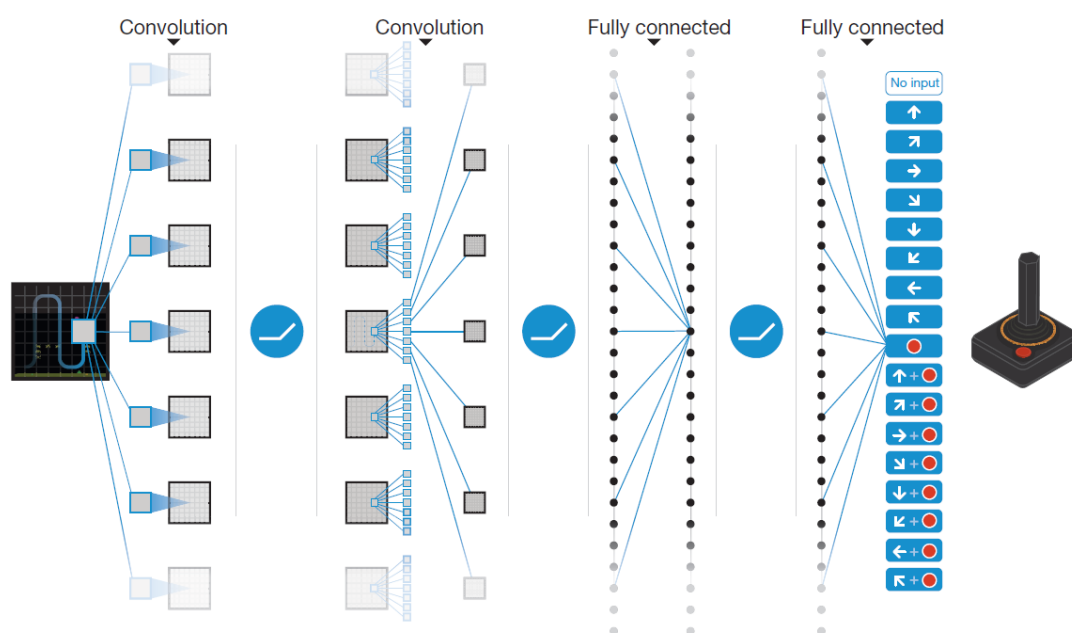 Convolution
Convolution
Fully connected
Fully connected
No input
+
+
+
+
+
+
+
+